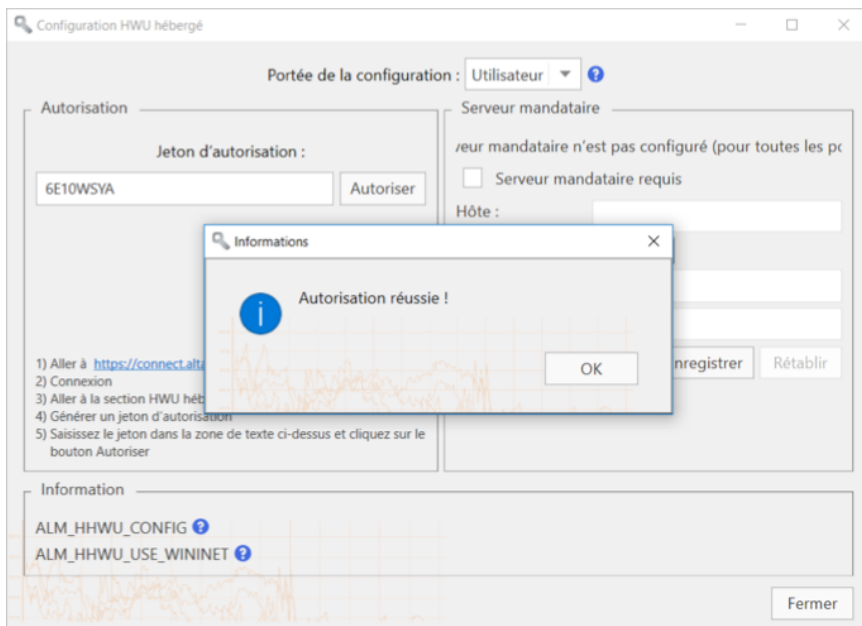 Configuration HWU hébergé
Portée de la configuration : Utilisateur
Autorisation
Jeton d'autorisation :
6E10WSYA
Autoriser
1) Aller à https://connect.alta
2) Connexion
3) Aller à la section HWU héb
4) Générer un jeton d'autorisation
5) Saisissez le jeton dans la zone de texte ci-dessus et cliquez sur le
bouton Autoriser
Serveur mandataire
veur mandataire n'est pas configuré (pour toutes les po
Serveur mandataire requis
Hôte :
nregistrer
Rétablir
Informations
Autorisation réussie !
OK
Information
ALM_HHWU_CONFIG
ALM_HHWU_USE_WININET
Fermer